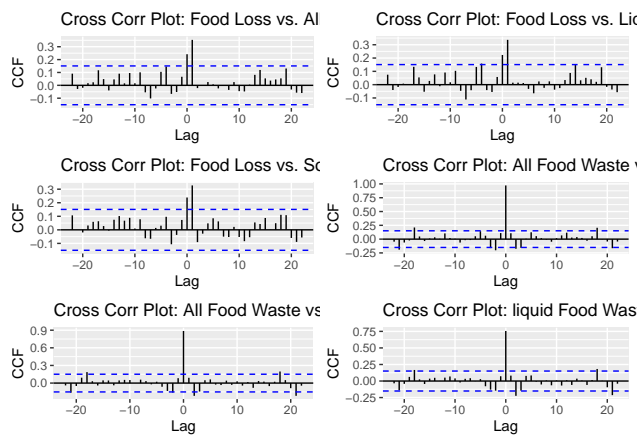 Cross Corr Plot: Food Loss vs. Al
CCF
0.3
0.2
0.1
0.0
−0.1
−20 −10 0 10 20
Lag
Cross Corr Plot: Food Loss vs. Lic
CCF
0.3
0.2
0.1
0.0
−0.1
−20 −10 0 10 20
Lag
Cross Corr Plot: Food Loss vs. Sc
CCF
0.3
0.2
0.1
0.0
−0.1
−20 −10 0 10 20
Lag
Cross Corr Plot: All Food Waste v
CCF
1.00
0.75
0.50
0.25
0.00
−0.25
−20 −10 0 10 20
Lag
Cross Corr Plot: All Food Waste vs
CCF
0.9
0.6
0.3
0.0
−20 −10 0 10 20
Lag
Cross Corr Plot: liquid Food Was
CCF
0.75
0.50
0.25
0.00
−0.25
−20 −10 0 10 20
Lag